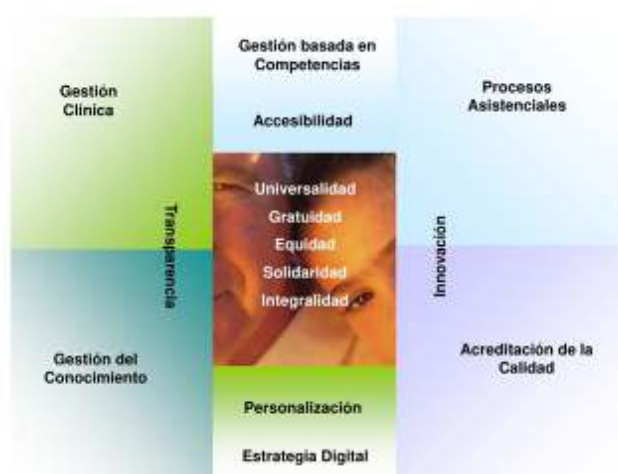 Gestión basada en
Competencias
Gestión
Clínica
Procesos
Asistenciales
Accesibilidad
Universalidad
Gratuidad
Equidad
Solidaridad
Integralidad
Transparencia
Innovación
Gestión del
Conocimiento
Acreditación de la
Calidad
Personalización
Estrategia Digital